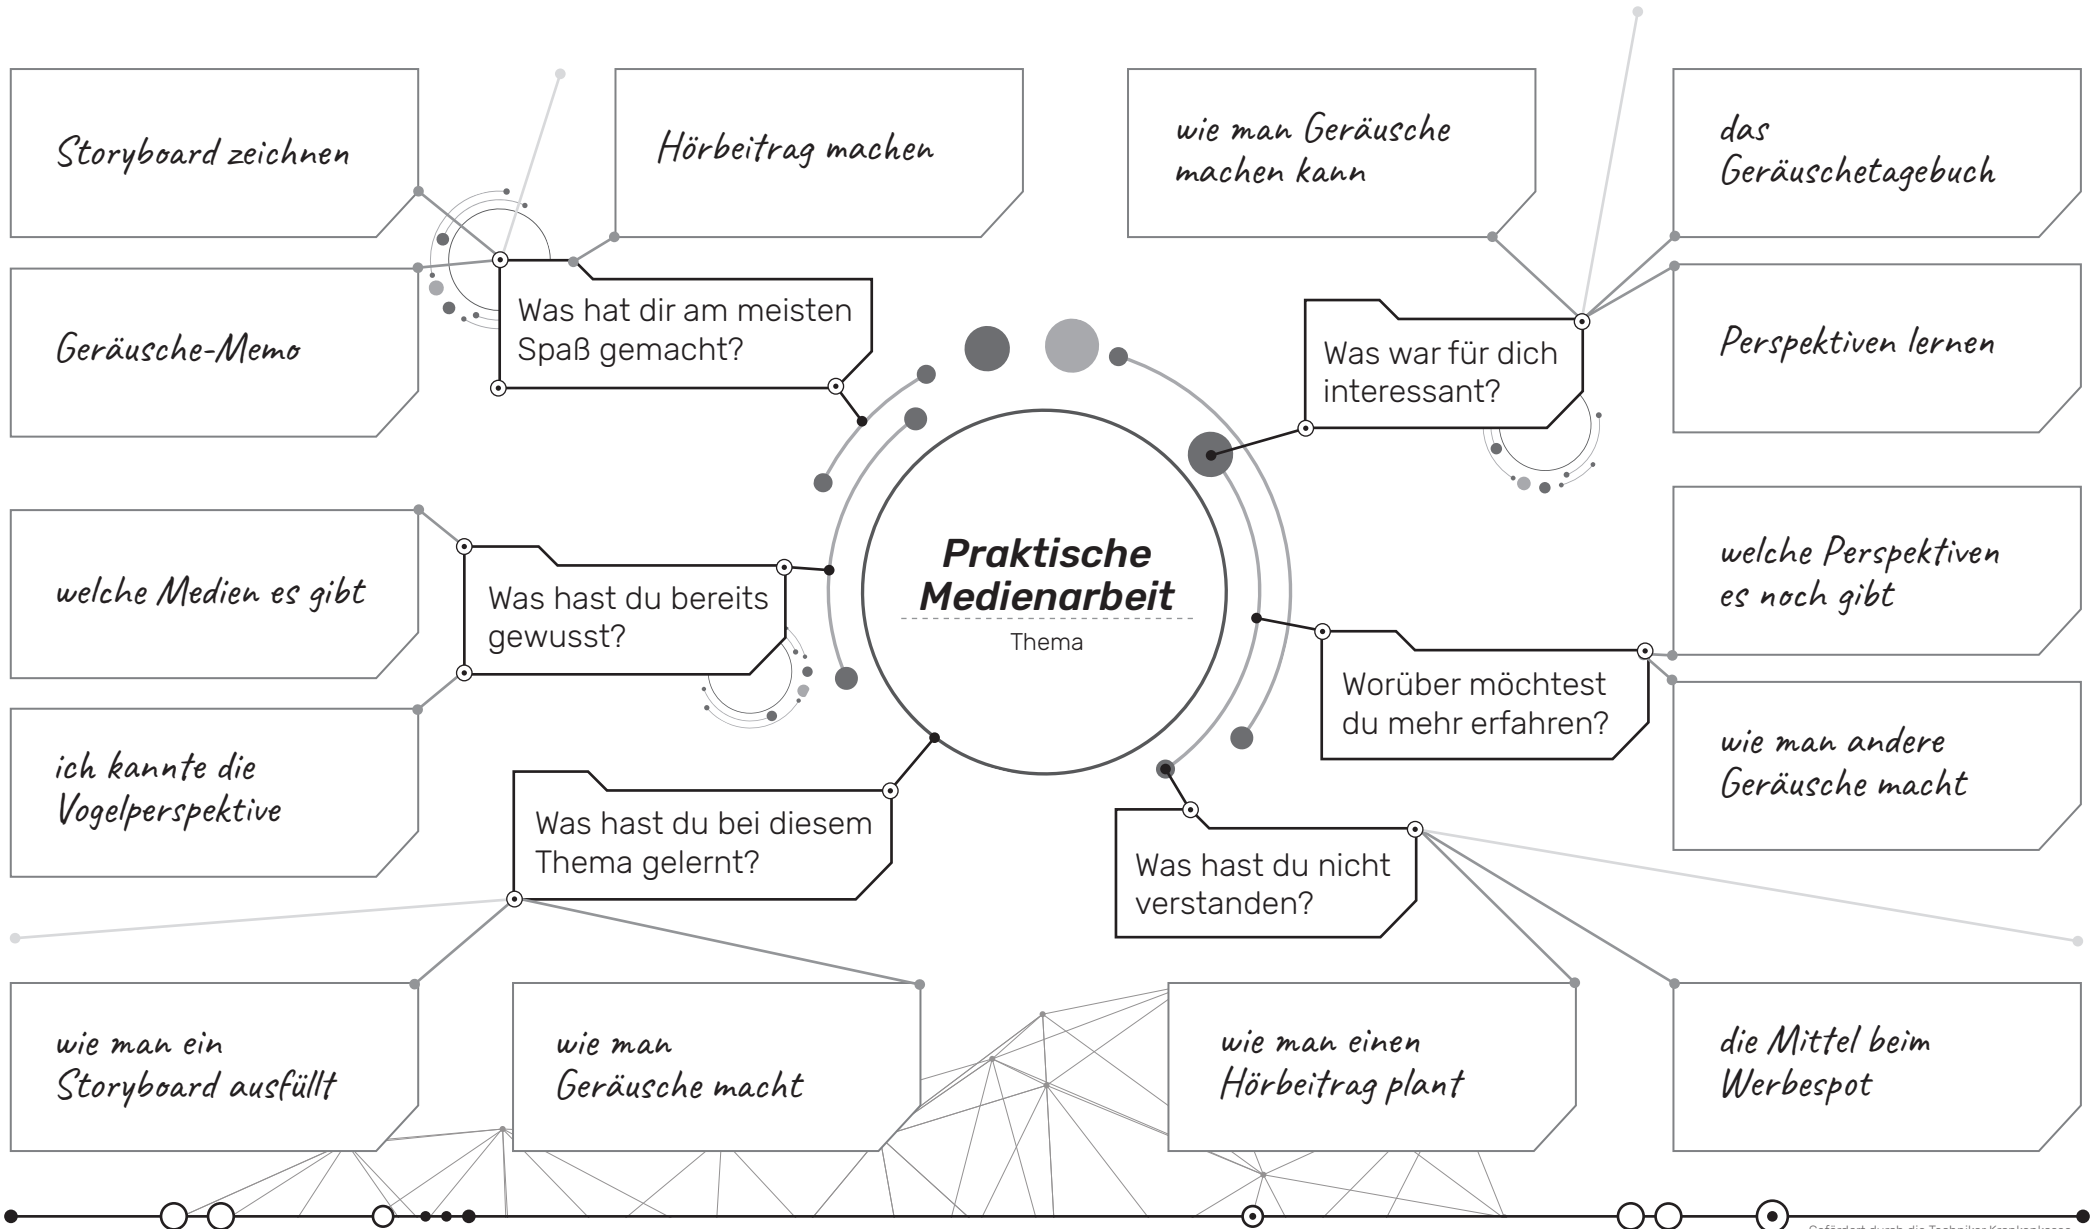 Storyboard zeichnen
Hörbeitrag machen
Geräusche-Memo
Was hat dir am meisten
Spaß gemacht?
wie man Geräusche
machen kann
das
Geräuschetagebuch
Perspektiven lernen
Was war für dich
interessant?
welche Medien es gibt
ich kannte die
Vogelperspektive
Was hast du bereits
gewusst?
Praktische
Medienarbeit
Thema
welche Perspektiven
es noch gibt
wie man andere
Geräusche macht
Worüber möchtest
du mehr erfahren?
Was hast du bei diesem
Thema gelernt?
wie man ein
Storyboard ausfüllt
wie man
Geräusche macht
Was hast du nicht
verstanden?
wie man einen
Hörbeitrag plant
die Mittel beim
Werbespot